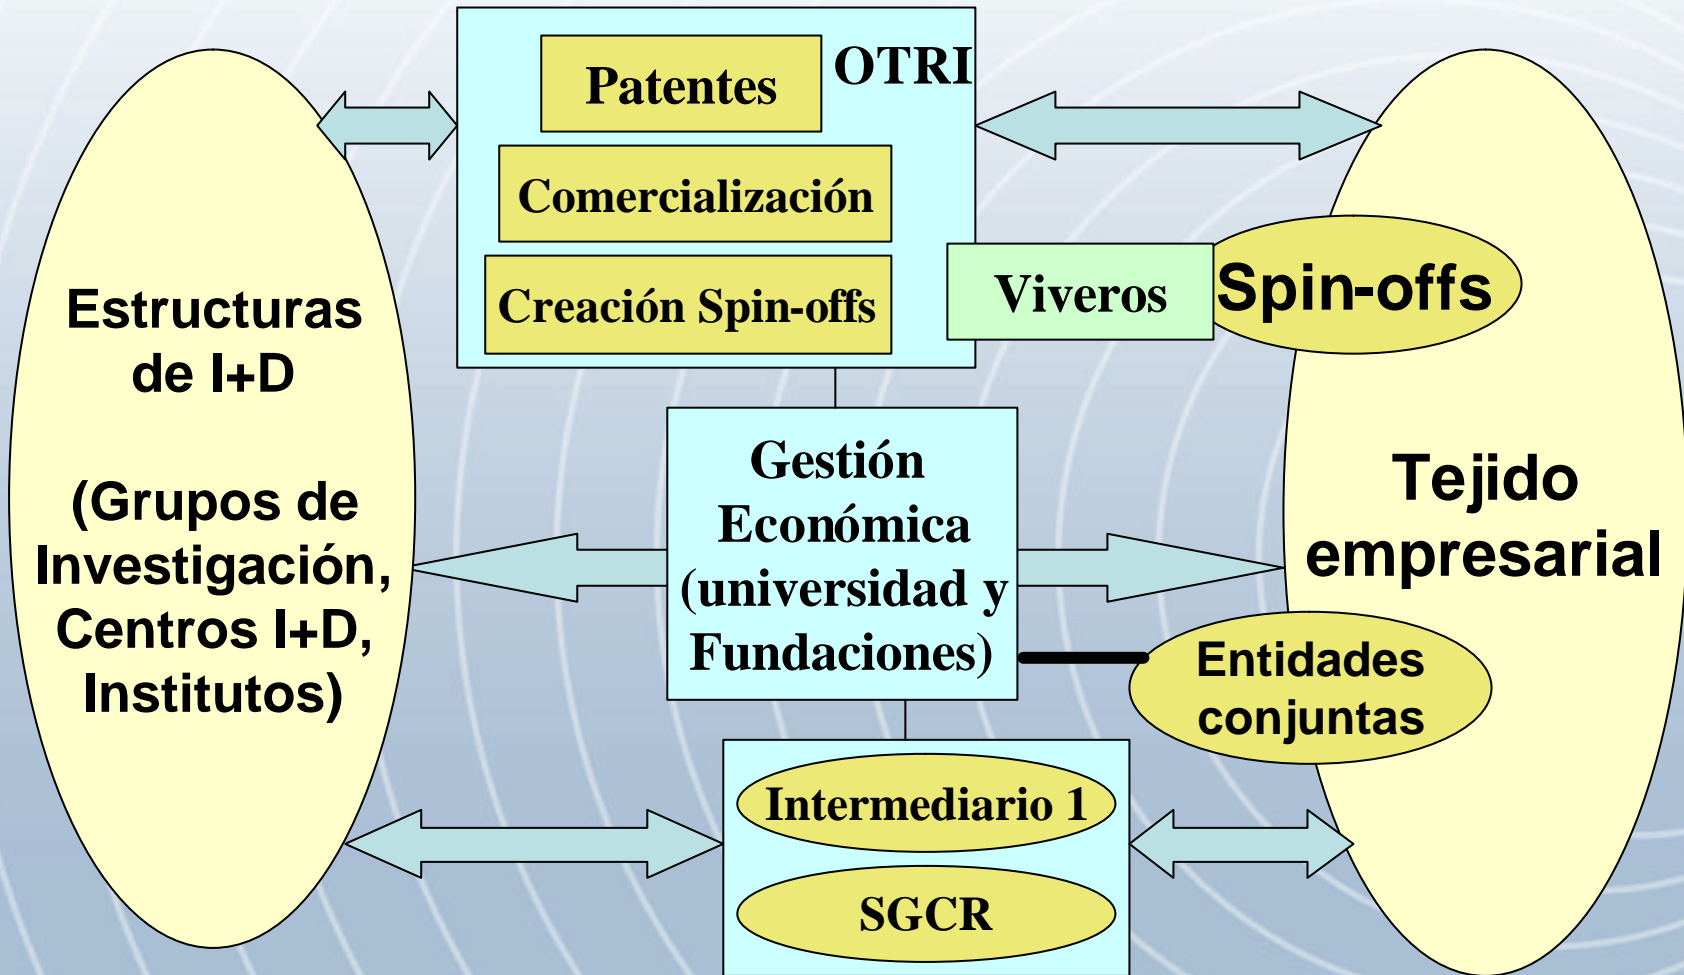 OTRI
Patentes
Comercialización
Creación Spin-offs
Viveros
Spin-offs
Estructuras
de I+D
(Grupos de
Investigación,
Centros I+D,
Institutos)
Gestión
Económica
(universidad y
Fundaciones)
Tejido
empresarial
Entidades
conjuntas
Intermediario 1
SGCR